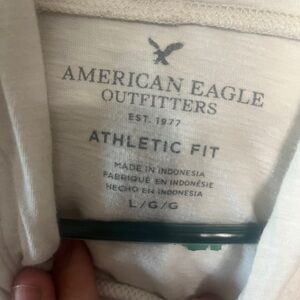 AMERICAN EAGLE
OUTFITTERS
EST. 1977
ATHLETIC FIT
MADE IN INDONESIA
FABRIQUÉ EN INDONÉSIE
HECHO EN INDONESIA
L/G/G